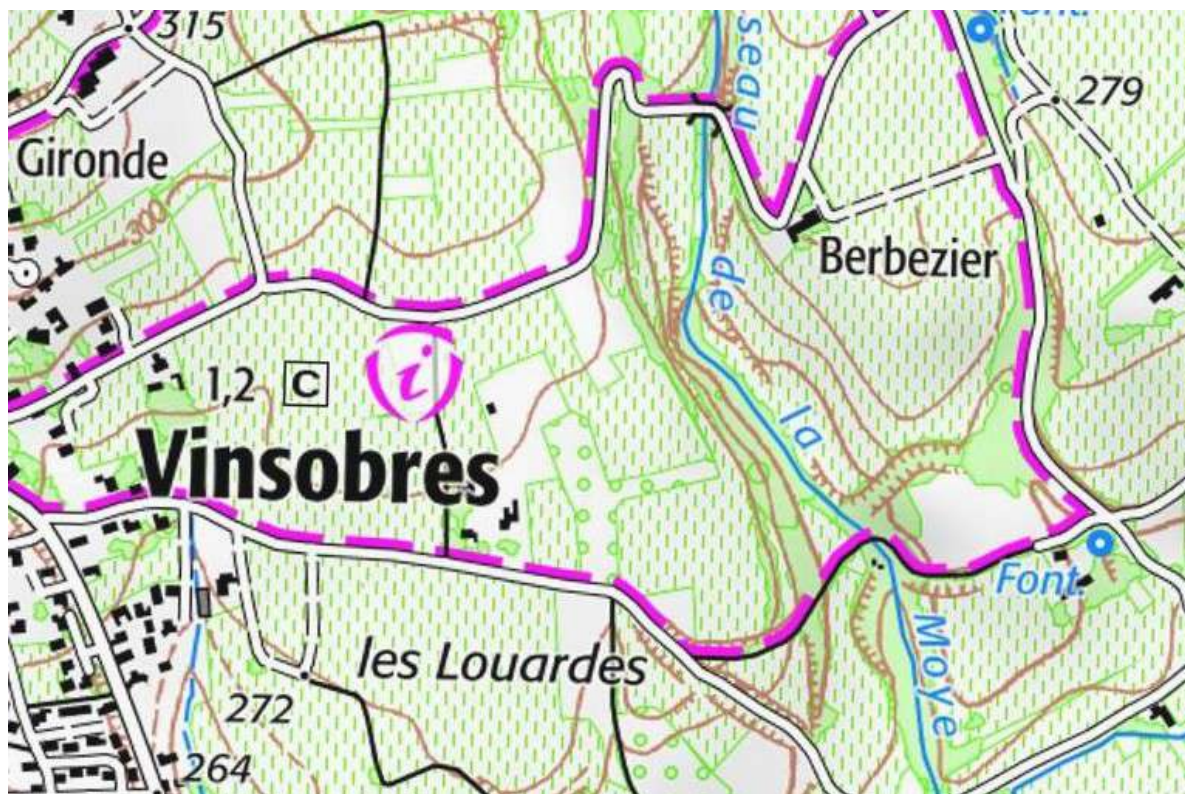 315
seau
279
Gironde
300
de
Berbezier
i
1,2 C
la
Vinsobres
Font.
les Louardes
Moye
272
264